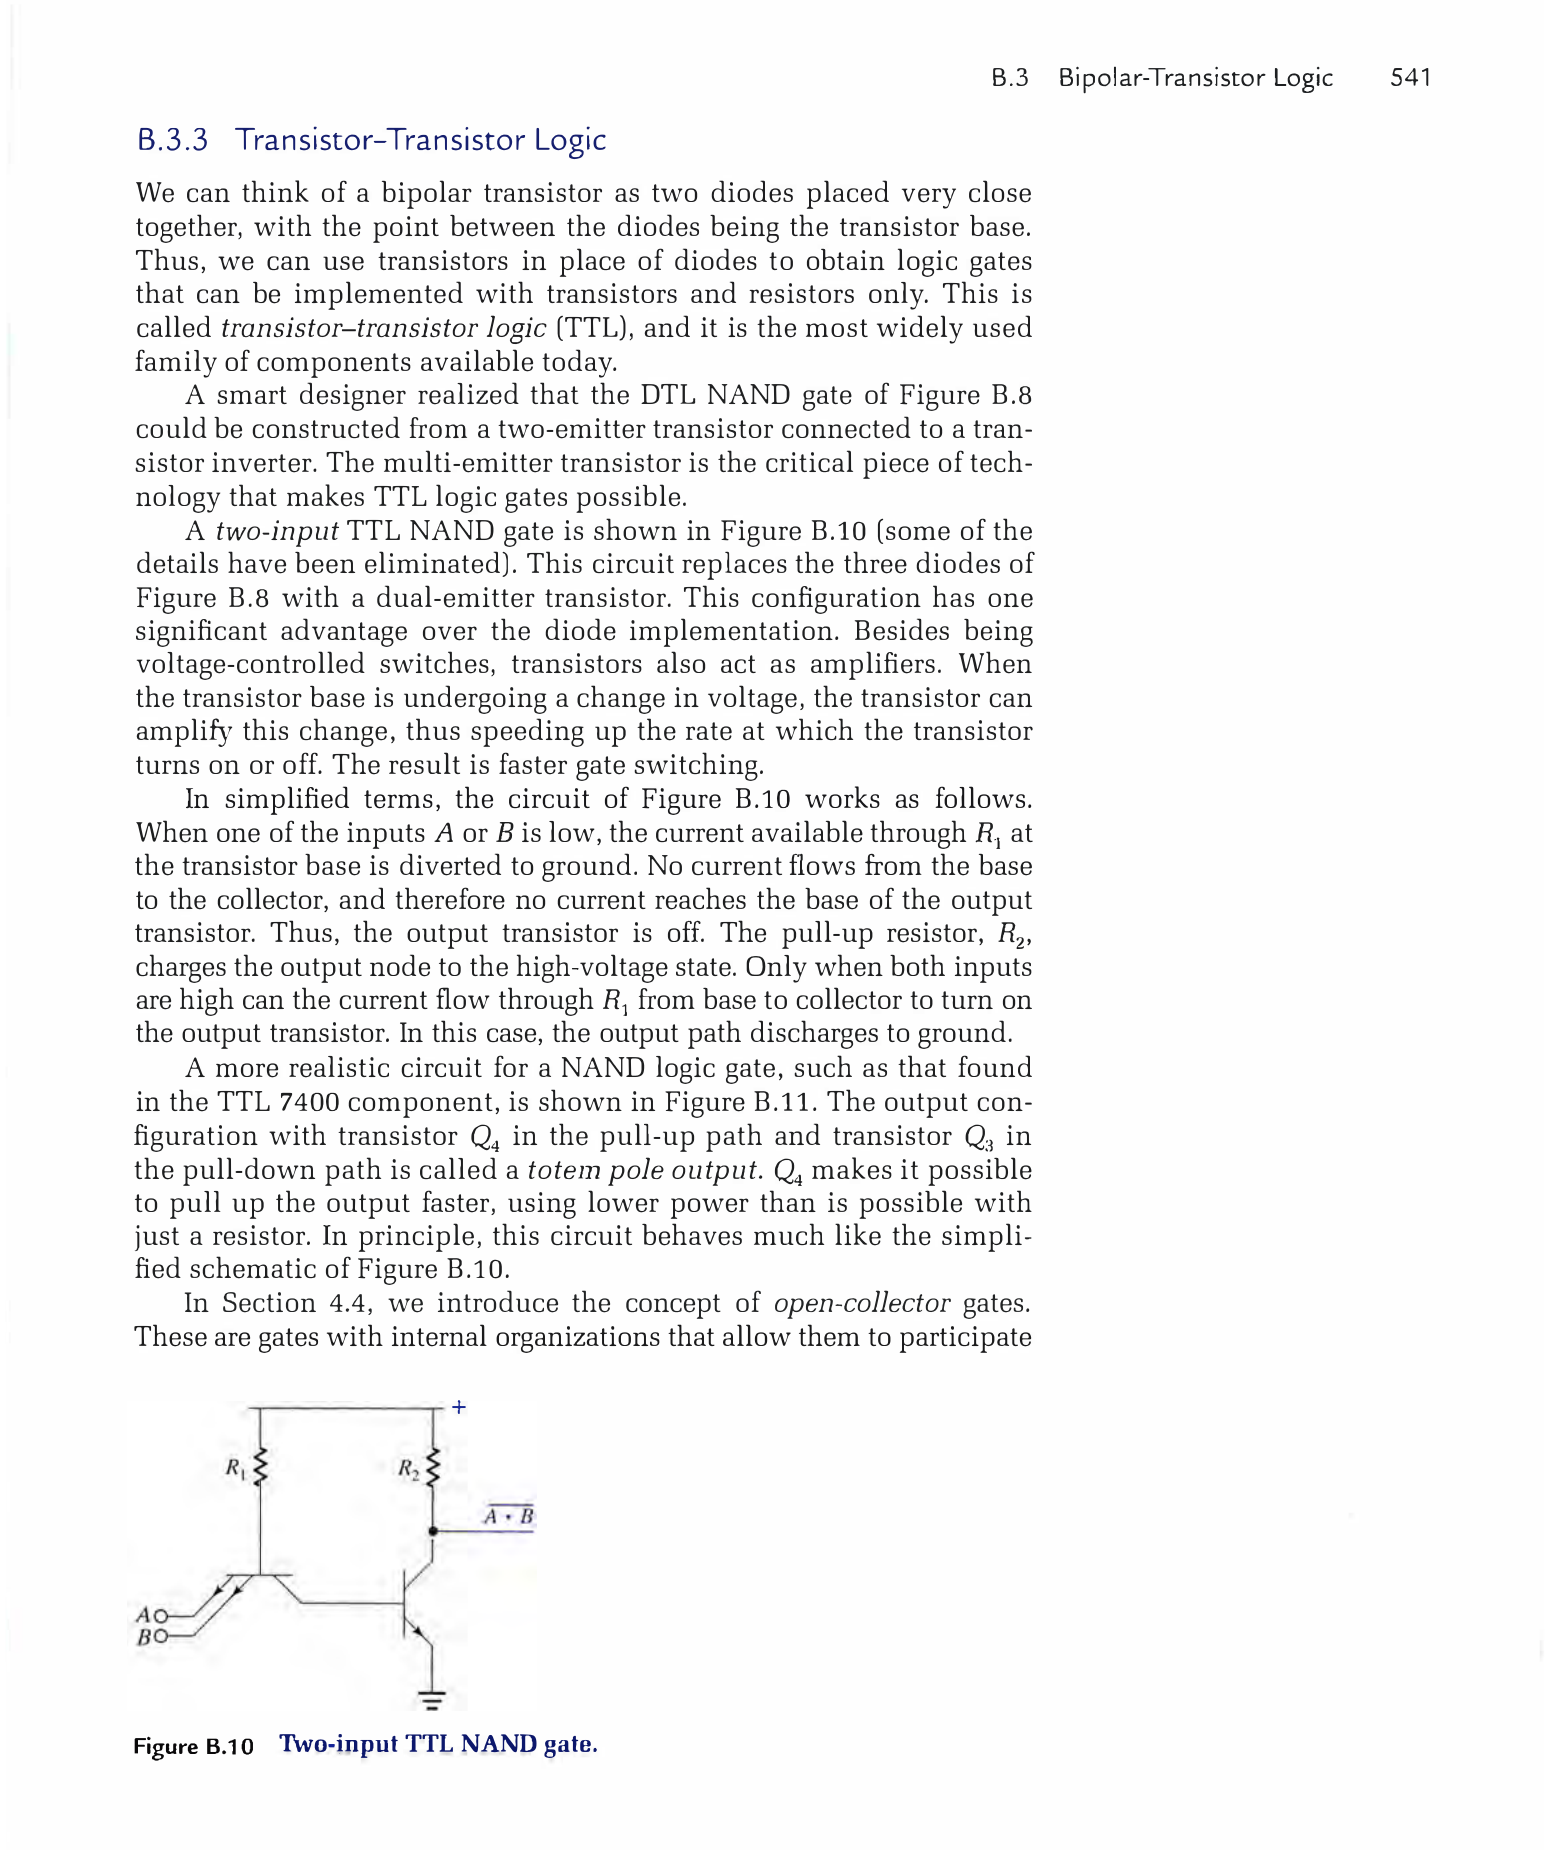 B.3 Bipolar-Transistor Logic 541
B.3.3 Transistor–Transistor Logic
We can think of a bipolar transistor as two diodes placed very close
together, with the point between the diodes being the transistor base.
Thus, we can use transistors in place of diodes to obtain logic gates
that can be implemented with transistors and resistors only. This is
called transistor–transistor logic (TTL), and it is the most widely used
family of components available today.
A smart designer realized that the DTL NAND gate of Figure B.8
could be constructed from a two-emitter transistor connected to a tran-
sistor inverter. The multi-emitter transistor is the critical piece of tech-
nology that makes TTL logic gates possible.
A two-input TTL NAND gate is shown in Figure B.10 (some of the
details have been eliminated). This circuit replaces the three diodes of
Figure B.8 with a dual-emitter transistor. This configuration has one
significant advantage over the diode implementation. Besides being
voltage-controlled switches, transistors also act as amplifiers. When
the transistor base is undergoing a change in voltage, the transistor can
amplify this change, thus speeding up the rate at which the transistor
turns on or off. The result is faster gate switching.
In simplified terms, the circuit of Figure B.10 works as follows.
When one of the inputs A or B is low, the current available through R₁ at
the transistor base is diverted to ground. No current flows from the base
to the collector, and therefore no current reaches the base of the output
transistor. Thus, the output transistor is off. The pull-up resistor, R₂,
charges the output node to the high-voltage state. Only when both inputs
are high can the current flow through R₁ from base to collector to turn on
the output transistor. In this case, the output path discharges to ground.
A more realistic circuit for a NAND logic gate, such as that found
in the TTL 7400 component, is shown in Figure B.11. The output con-
figuration with transistor Q₄ in the pull-up path and transistor Q₃ in
the pull-down path is called a totem pole output. Q₄ makes it possible
to pull up the output faster, using lower power than is possible with
just a resistor. In principle, this circuit behaves much like the simpli-
fied schematic of Figure B.10.
In Section 4.4, we introduce the concept of open-collector gates.
These are gates with internal organizations that allow them to participate
+
R₁ R₂
A̅ ̅·̅ ̅B̅
A
B
Figure B.10 Two-input TTL NAND gate.